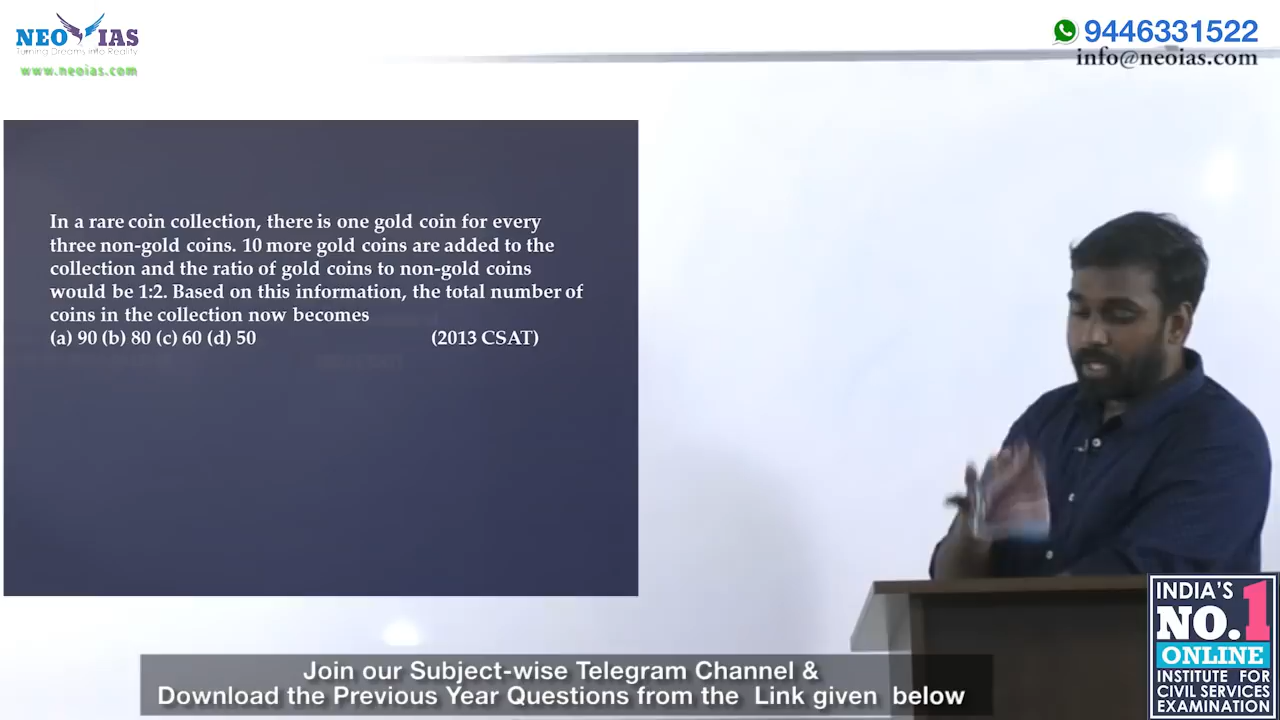 NEO IAS
Turning Dreams into Reality
www.neoias.com
9446331522
info@neoias.com
In a rare coin collection, there is one gold coin for every
three non-gold coins. 10 more gold coins are added to the
collection and the ratio of gold coins to non-gold coins
would be 1:2. Based on this information, the total number of
coins in the collection now becomes
(a) 90 (b) 80 (c) 60 (d) 50 (2013 CSAT)
INDIA'S
NO.1
ONLINE
INSTITUTE FOR
CIVIL SERVICES
EXAMINATION
Join our Subject-wise Telegram Channel &
Download the Previous Year Questions from the Link given below